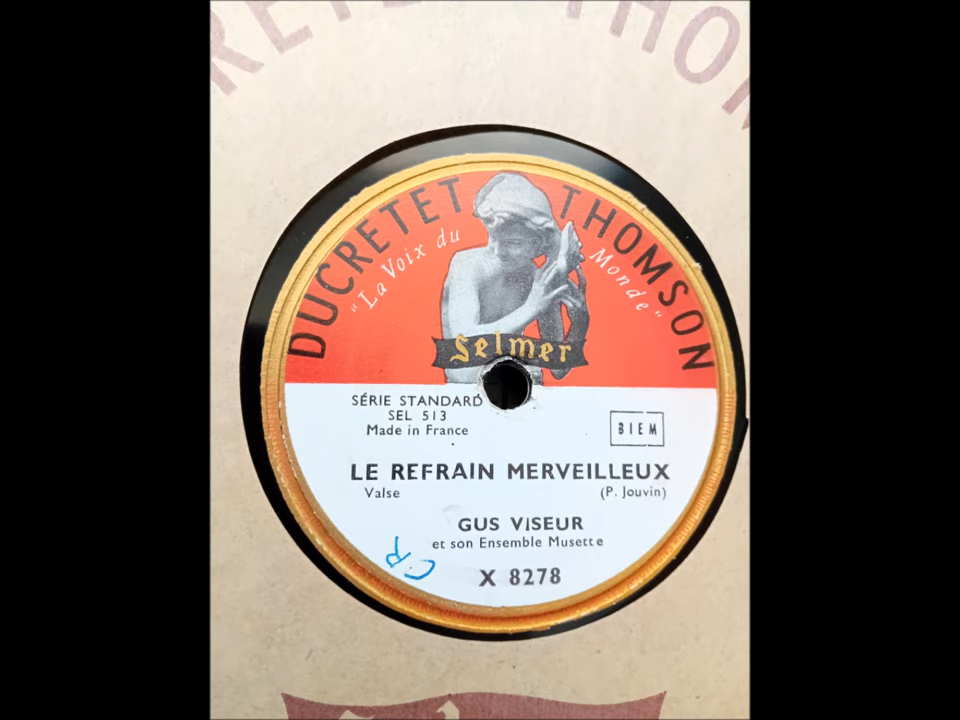 DUCRETET THOMSON
"La Voix du Monde"
Selmer
SÉRIE STANDARD
SEL 513
Made in France
BIEM
LE REFRAIN MERVEILLEUX
Valse (P. Jouvin)
GUS VISEUR
et son Ensemble Musette
X 8278